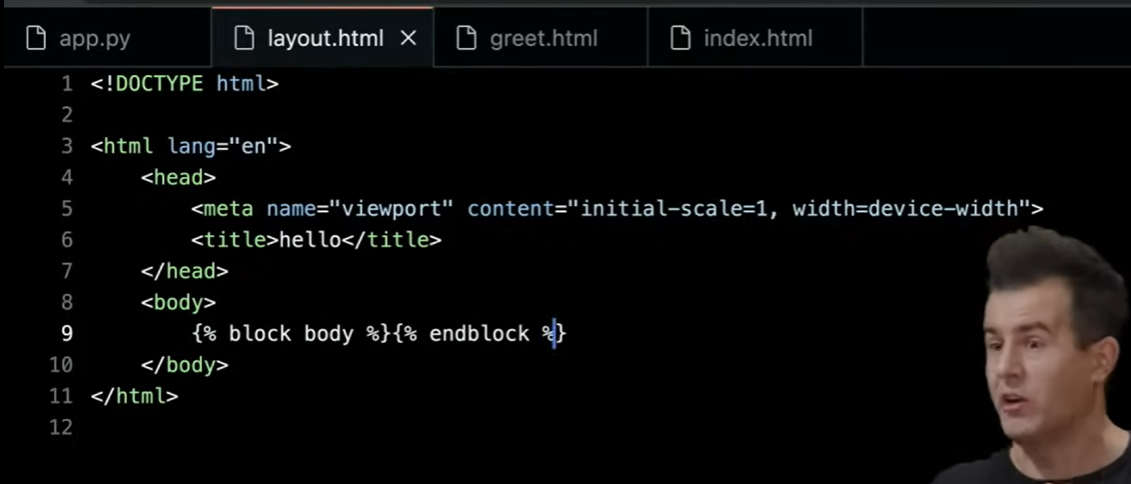 app.py layout.html greet.html index.html
1 <!DOCTYPE html>
2
3 <html lang="en">
4 <head>
5 <meta name="viewport" content="initial-scale=1, width=device-width">
6 <title>hello</title>
7 </head>
8 <body>
9 {% block body %}{% endblock %}
10 </body>
11 </html>
12